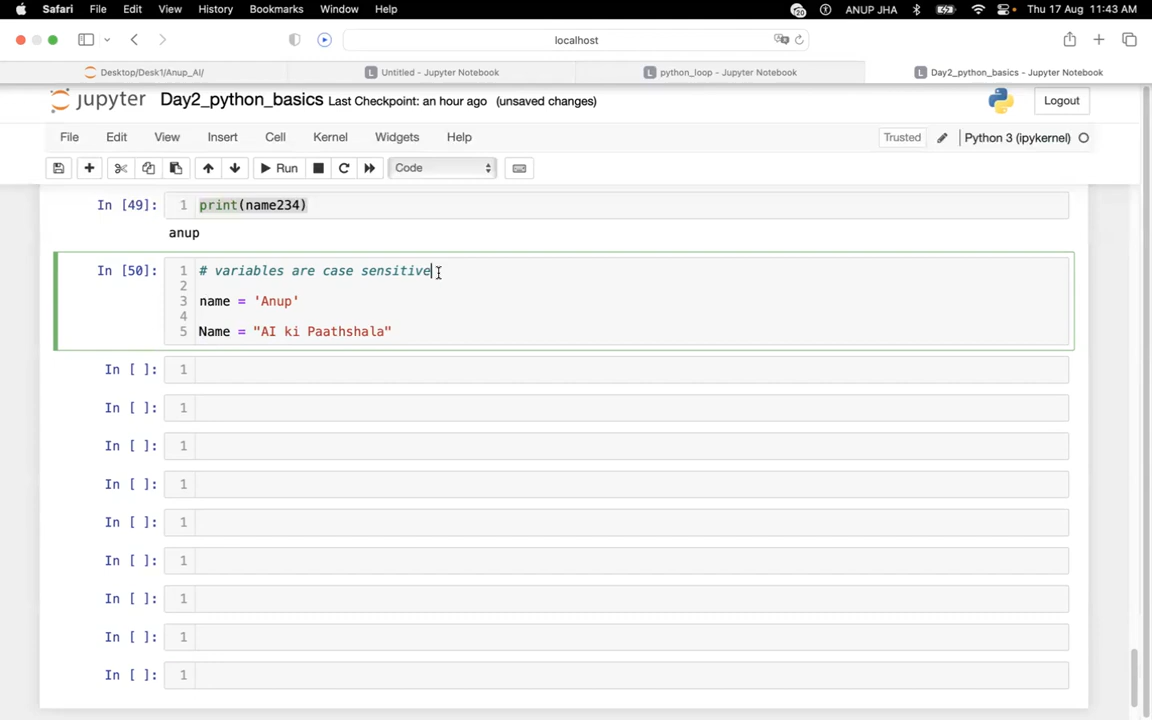 Safari File Edit View History Bookmarks Window Help 20 ANUP JHA Thu 17 Aug 11:43 AM
localhost
Desktop/Desk1/Anup_AI/ Untitled - Jupyter Notebook python_loop - Jupyter Notebook Day2_python_basics - Jupyter Notebook
jupyter Day2_python_basics Last Checkpoint: an hour ago (unsaved changes) Logout
File Edit View Insert Cell Kernel Widgets Help Trusted Python 3 (ipykernel)
Run Code
In [49]: 1 print(name234)
anup
In [50]: 1 # variables are case sensitive
2
3 name = 'Anup'
4
5 Name = "AI ki Paathshala"
In [ ]: 1
In [ ]: 1
In [ ]: 1
In [ ]: 1
In [ ]: 1
In [ ]: 1
In [ ]: 1
In [ ]: 1
In [ ]: 1